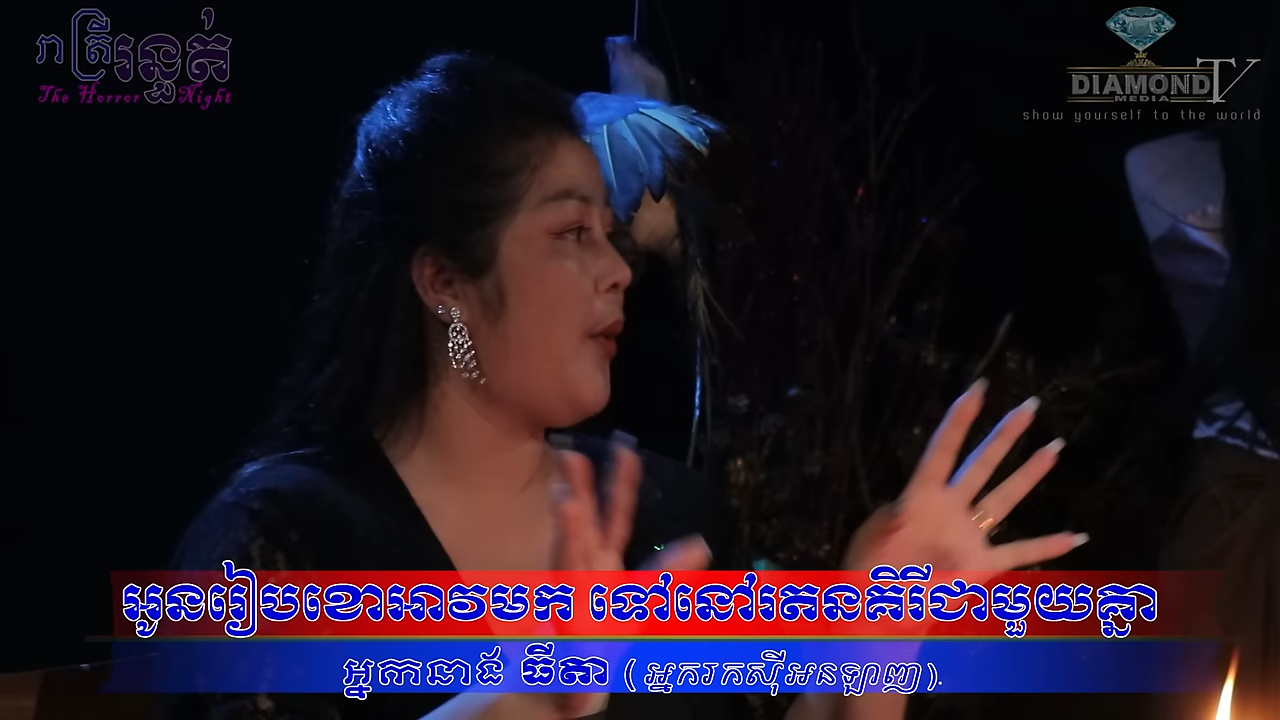 រាត្រីរន្ធត់
The Horror Night
DIAMOND TV
MEDIA
show yourself to the world
អូនរៀបខោអាវមក ទៅនៅរតនគិរីជាមួយគ្នា
អ្នកនាង ធីតា ( អ្នករកស៊ីអនឡាញ).